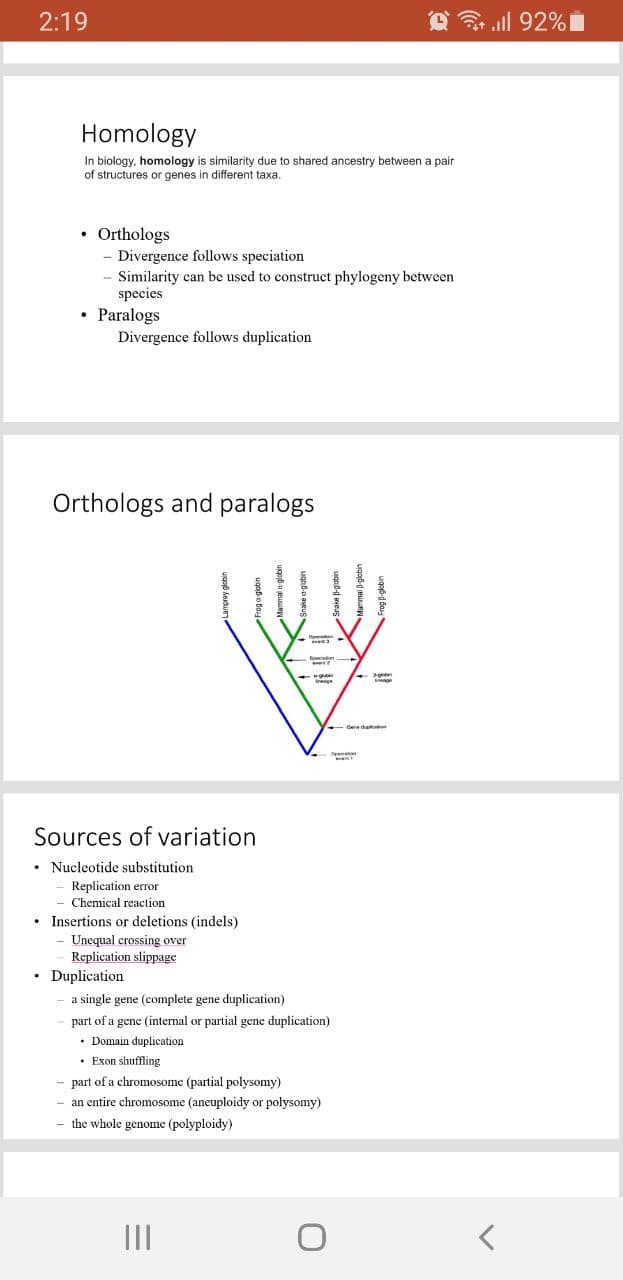 2:19
92%
Homology
In biology, homology is similarity due to shared ancestry between a pair
of structures or genes in different taxa.
• Orthologs
– Divergence follows speciation
– Similarity can be used to construct phylogeny between
species
• Paralogs
Divergence follows duplication
Orthologs and paralogs
Lamprey globin
Frog α-globin
Mammal α-globin
Snake α-globin
Snake β-globin
Mammal β-globin
Frog β-globin
Speciation
event 3
Speciation
event 2
α-globin
lineage
β-globin
lineage
Gene duplication
Speciation
event 1
Sources of variation
• Nucleotide substitution
– Replication error
– Chemical reaction
• Insertions or deletions (indels)
– Unequal crossing over
– Replication slippage
• Duplication
– a single gene (complete gene duplication)
– part of a gene (internal or partial gene duplication)
• Domain duplication
• Exon shuffling
– part of a chromosome (partial polysomy)
– an entire chromosome (aneuploidy or polysomy)
– the whole genome (polyploidy)